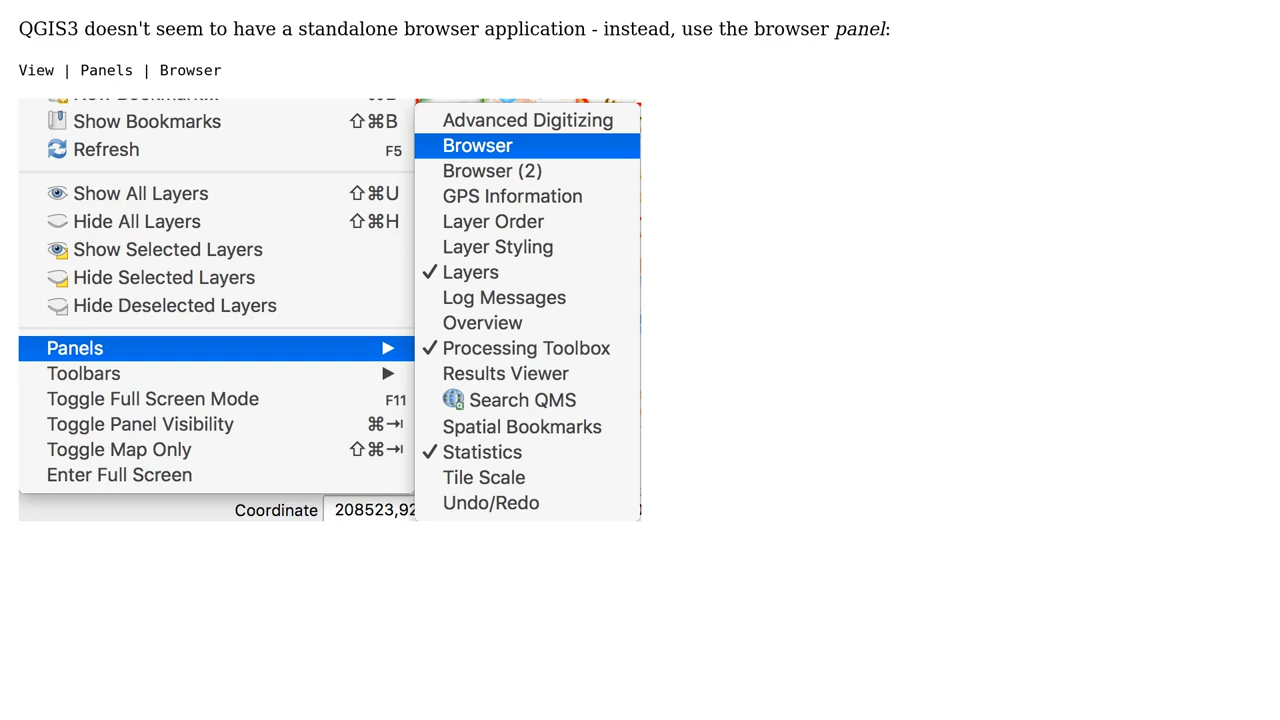 QGIS3 doesn't seem to have a standalone browser application - instead, use the browser panel:
View | Panels | Browser
Show Bookmarks ⇧⌘B
Refresh F5
Show All Layers ⇧⌘U
Hide All Layers ⇧⌘H
Show Selected Layers
Hide Selected Layers
Hide Deselected Layers
Panels ▶
Toolbars ▶
Toggle Full Screen Mode F11
Toggle Panel Visibility ⌘⇥
Toggle Map Only ⇧⌘⇥
Enter Full Screen
Coordinate 208523,92
Advanced Digitizing
Browser
Browser (2)
GPS Information
Layer Order
Layer Styling
✓ Layers
Log Messages
Overview
✓ Processing Toolbox
Results Viewer
Search QMS
Spatial Bookmarks
✓ Statistics
Tile Scale
Undo/Redo